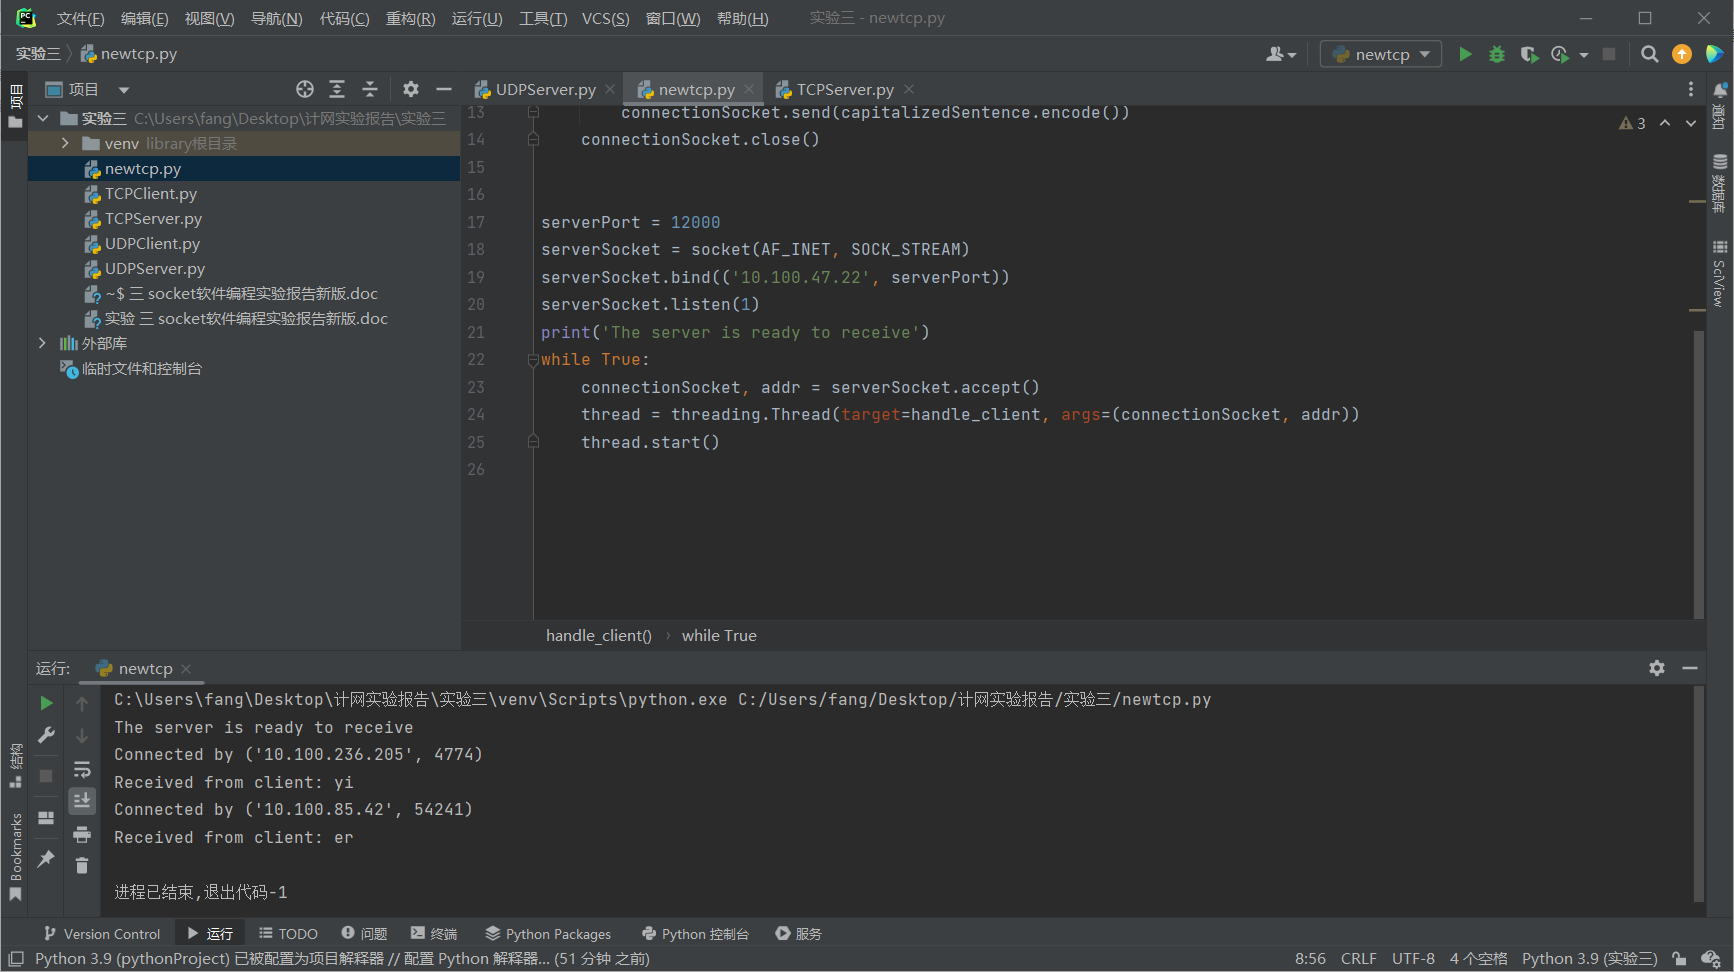 PC 文件(F) 编辑(E) 视图(V) 导航(N) 代码(C) 重构(R) 运行(U) 工具(T) VCS(S) 窗口(W) 帮助(H) 实验三 - newtcp.py
实验三 newtcp.py newtcp
项目 项目 UDPServer.py newtcp.py TCPServer.py
实验三 C:\Users\fang\Desktop\计网实验报告\实验三
venv library根目录
newtcp.py
TCPClient.py
TCPServer.py
UDPClient.py
UDPServer.py
~$ 三 socket软件编程实验报告新版.doc
实验 三 socket软件编程实验报告新版.doc
外部库
临时文件和控制台
13 connectionSocket.send(capitalizedSentence.encode())
14 connectionSocket.close()
15
16
17 serverPort = 12000
18 serverSocket = socket(AF_INET, SOCK_STREAM)
19 serverSocket.bind(('10.100.47.22', serverPort))
20 serverSocket.listen(1)
21 print('The server is ready to receive')
22 while True:
23 connectionSocket, addr = serverSocket.accept()
24 thread = threading.Thread(target=handle_client, args=(connectionSocket, addr))
25 thread.start()
26
3
通知
数据库
SciView
handle_client() › while True
运行: newtcp
C:\Users\fang\Desktop\计网实验报告\实验三\venv\Scripts\python.exe C:/Users/fang/Desktop/计网实验报告/实验三/newtcp.py
The server is ready to receive
Connected by ('10.100.236.205', 4774)
Received from client: yi
Connected by ('10.100.85.42', 54241)
Received from client: er
进程已结束,退出代码-1
结构
Bookmarks
Version Control 运行 TODO 问题 终端 Python Packages Python 控制台 服务
Python 3.9 (pythonProject) 已被配置为项目解释器 // 配置 Python 解释器... (51 分钟 之前) 8:56 CRLF UTF-8 4 个空格 Python 3.9 (实验三)